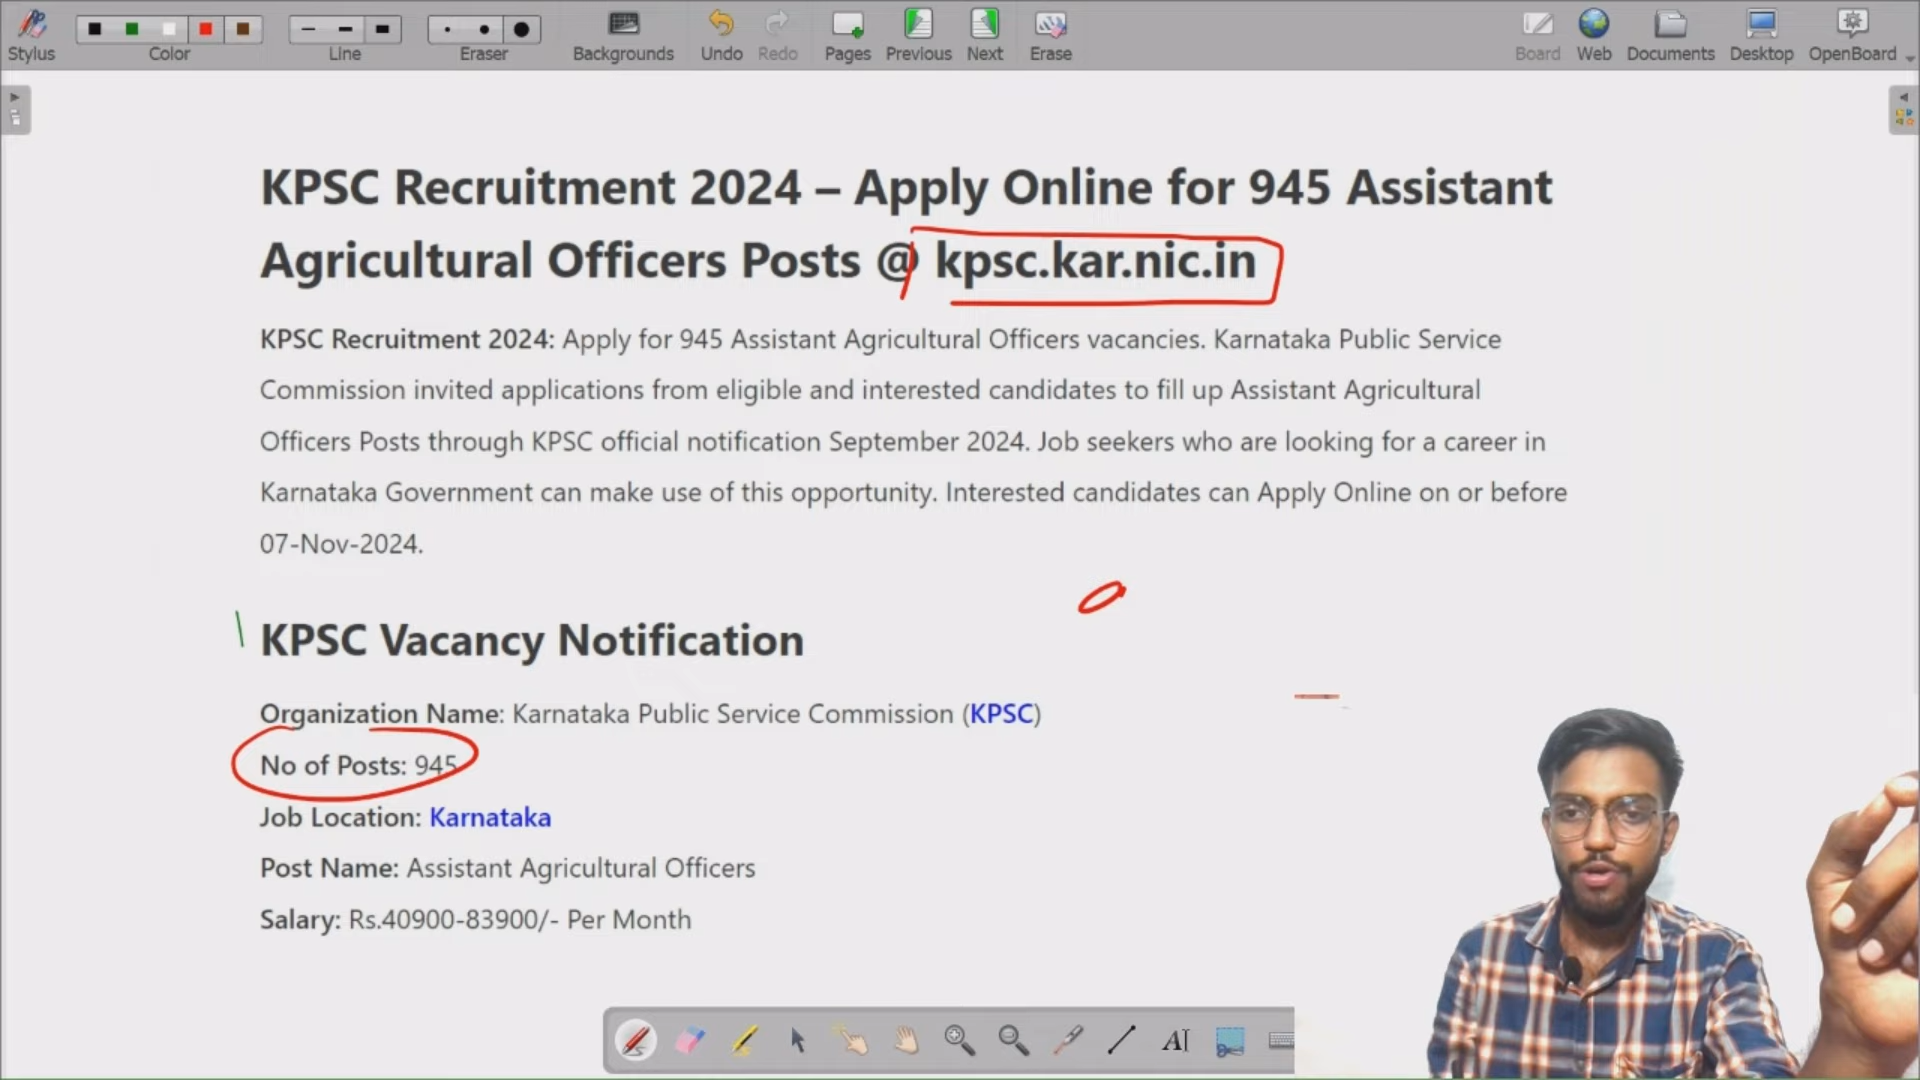 Stylus Color Line Eraser Backgrounds Undo Redo Pages Previous Next Erase Board Web Documents Desktop OpenBoard
KPSC Recruitment 2024 – Apply Online for 945 Assistant
Agricultural Officers Posts @ kpsc.kar.nic.in
KPSC Recruitment 2024: Apply for 945 Assistant Agricultural Officers vacancies. Karnataka Public Service
Commission invited applications from eligible and interested candidates to fill up Assistant Agricultural
Officers Posts through KPSC official notification September 2024. Job seekers who are looking for a career in
Karnataka Government can make use of this opportunity. Interested candidates can Apply Online on or before
07-Nov-2024.
KPSC Vacancy Notification
Organization Name: Karnataka Public Service Commission (KPSC)
No of Posts: 945
Job Location: Karnataka
Post Name: Assistant Agricultural Officers
Salary: Rs.40900-83900/- Per Month
AI